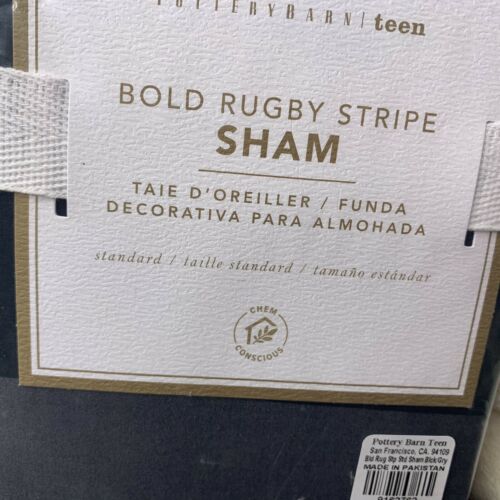 POTTERYBARN | teen
BOLD RUGBY STRIPE
SHAM
TAIE D'OREILLER / FUNDA
DECORATIVA PARA ALMOHADA
standard / taille standard / tamaño estándar
CHEM
CONSCIOUS
Pottery Barn Teen
San Francisco, CA. 94109
Bld Rug Stp Std Sham Blck/Gry
MADE IN PAKISTAN